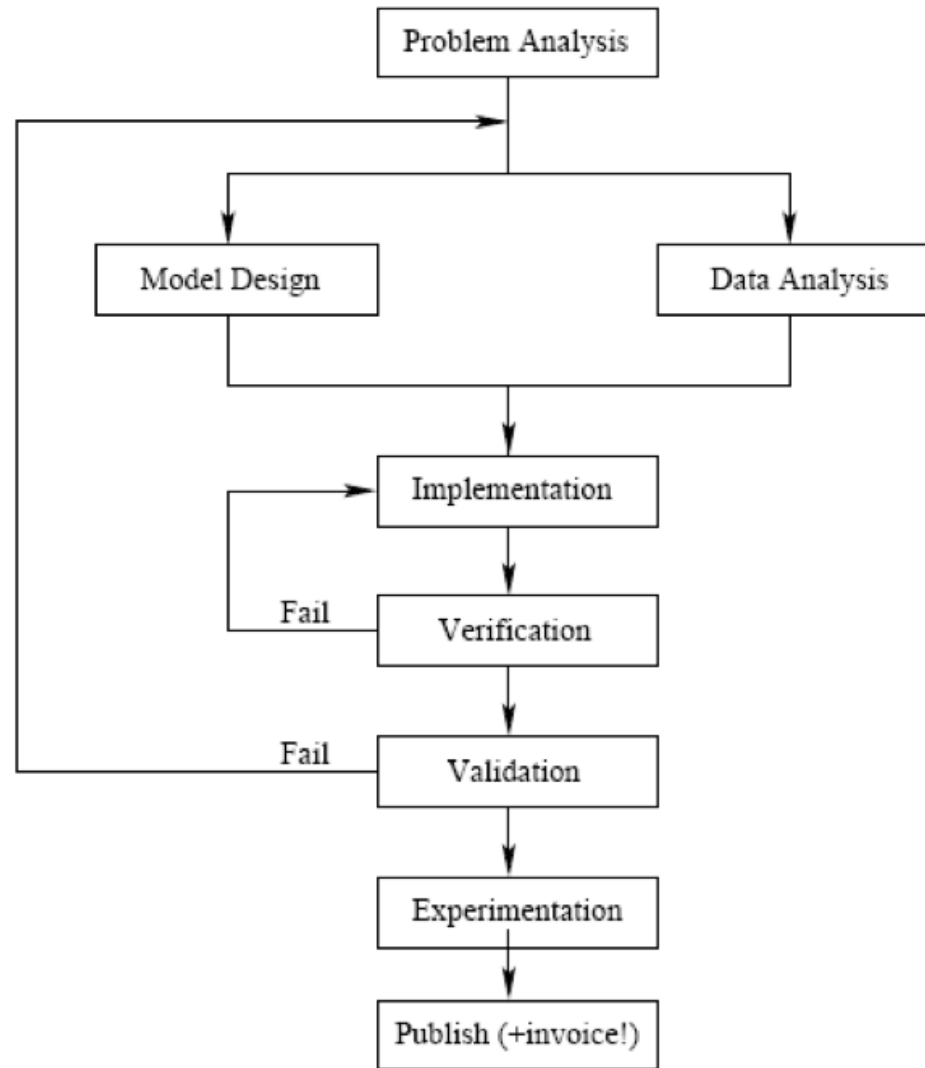 Problem Analysis
Model Design
Data Analysis
Implementation
Fail
Verification
Fail
Validation
Experimentation
Publish (+invoice!)